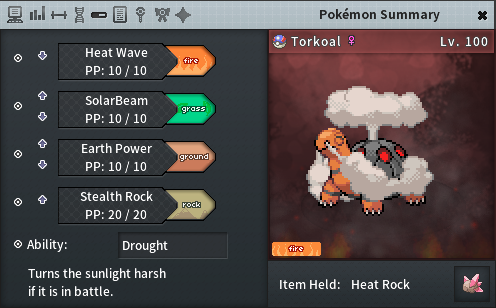 Pokémon Summary
Heat Wave
PP: 10 / 10
fire
SolarBeam
PP: 10 / 10
grass
Earth Power
PP: 10 / 10
ground
Stealth Rock
PP: 20 / 20
rock
Ability: Drought
Turns the sunlight harsh
if it is in battle.
Torkoal ♀ Lv. 100
fire
Item Held: Heat Rock